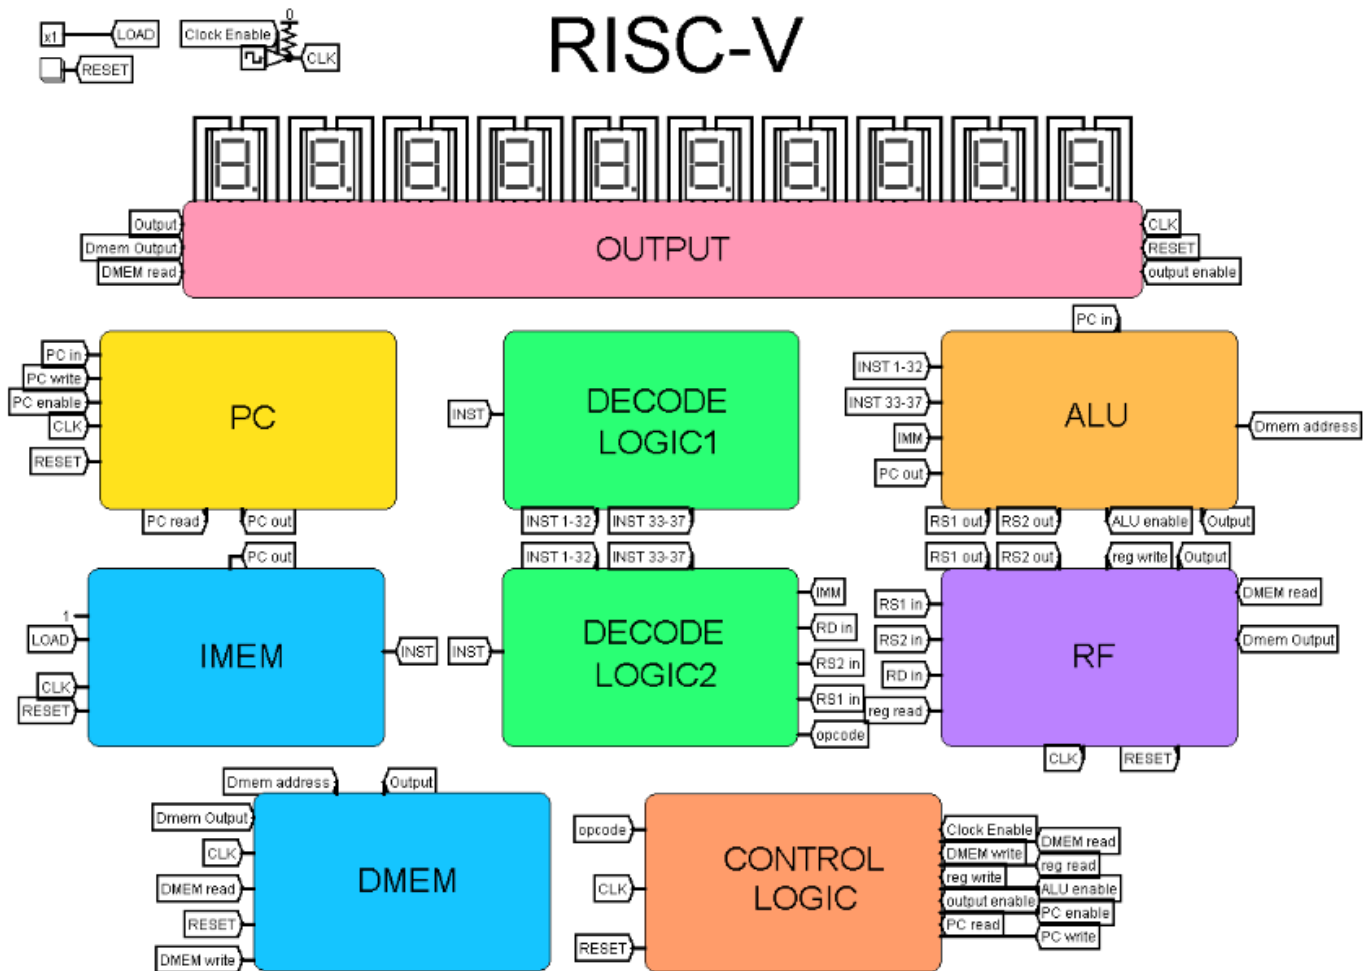 RISC-V
0
x1
LOAD
Clock Enable
CLK
RESET
Output
Dmem Output
DMEM read
OUTPUT
CLK
RESET
output enable
PC in
PC write
PC enable
CLK
RESET
PC
PC read
PC out
INST
DECODE
LOGIC1
INST 1-32
INST 33-37
PC in
INST 1-32
INST 33-37
IMM
PC out
ALU
Dmem address
RS1 out
RS2 out
ALU enable
Output
PC out
1
LOAD
CLK
RESET
IMEM
INST
INST 1-32
INST 33-37
INST
DECODE
LOGIC2
IMM
RD in
RS2 in
RS1 in
opcode
RS1 out
RS2 out
reg write
Output
RS1 in
RS2 in
RD in
reg read
RF
DMEM read
Dmem Output
CLK
RESET
Dmem address
Output
Dmem Output
CLK
DMEM read
RESET
DMEM write
DMEM
opcode
CLK
RESET
CONTROL
LOGIC
Clock Enable
DMEM read
DMEM write
reg read
reg write
ALU enable
output enable
PC enable
PC read
PC write